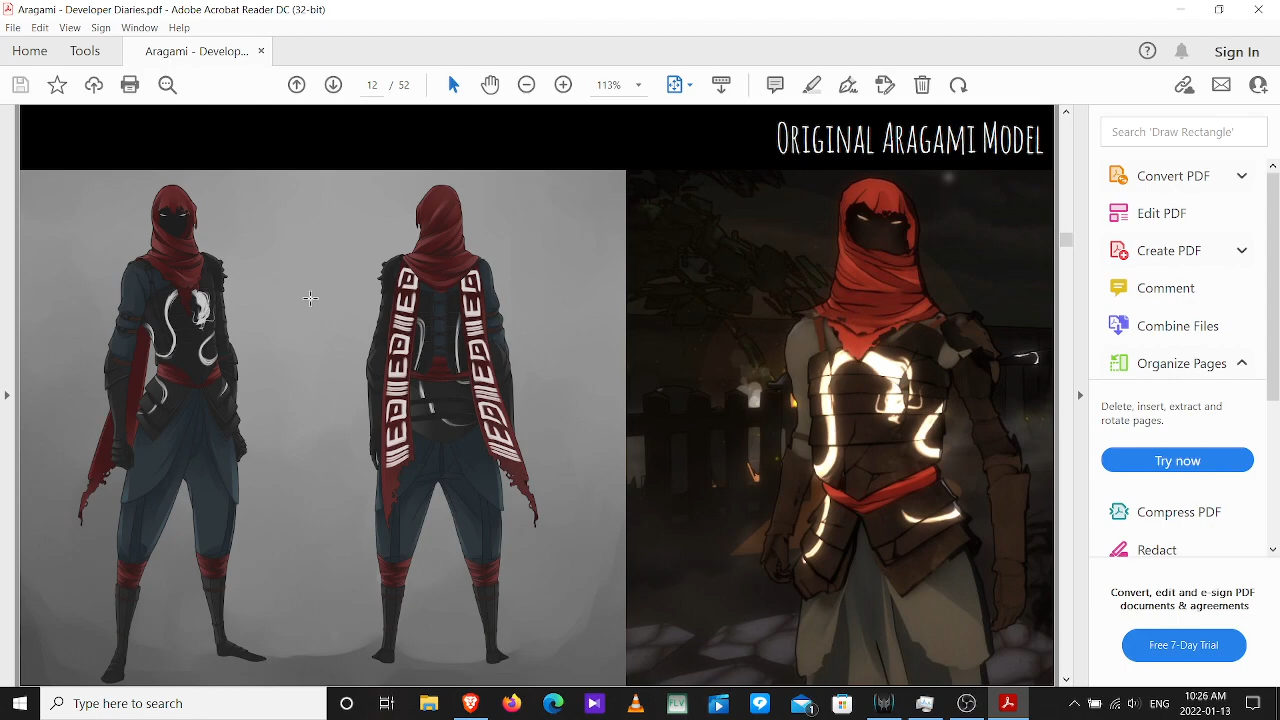 Aragami - Developer Diaries.pdf - Adobe Acrobat Reader DC (32-bit)
File Edit View Sign Window Help
Home Tools Aragami - Develop... × Sign In
12 / 52 113%
ORIGINAL ARAGAMI MODEL
Search 'Draw Rectangle'
Convert PDF
Edit PDF
Create PDF
Comment
Combine Files
Organize Pages
Delete, insert, extract and
rotate pages.
Try now
Compress PDF
Redact
Convert, edit and e-sign PDF
documents & agreements
Free 7-Day Trial
Type here to search
FLV
ENG
10:26 AM
2022-01-13